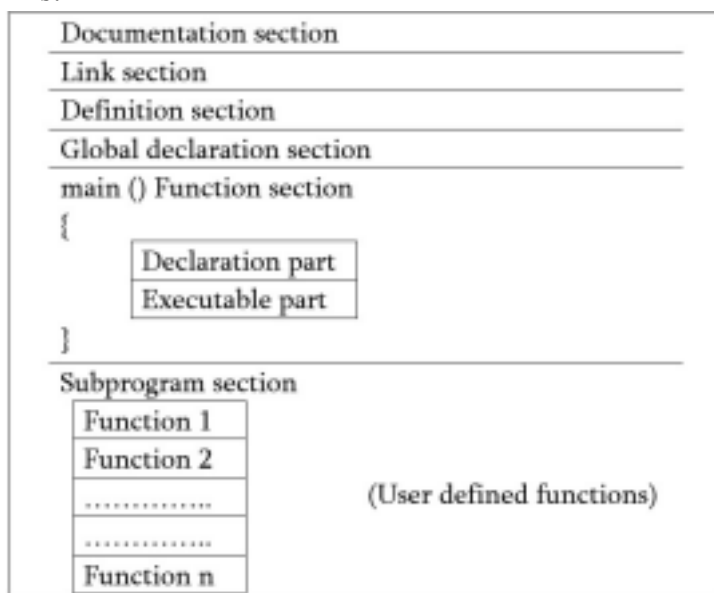 Documentation section
Link section
Definition section
Global declaration section
main () Function section
{
Declaration part
Executable part
}
Subprogram section
Function 1
Function 2
…………..
(User defined functions)
…………..
Function n